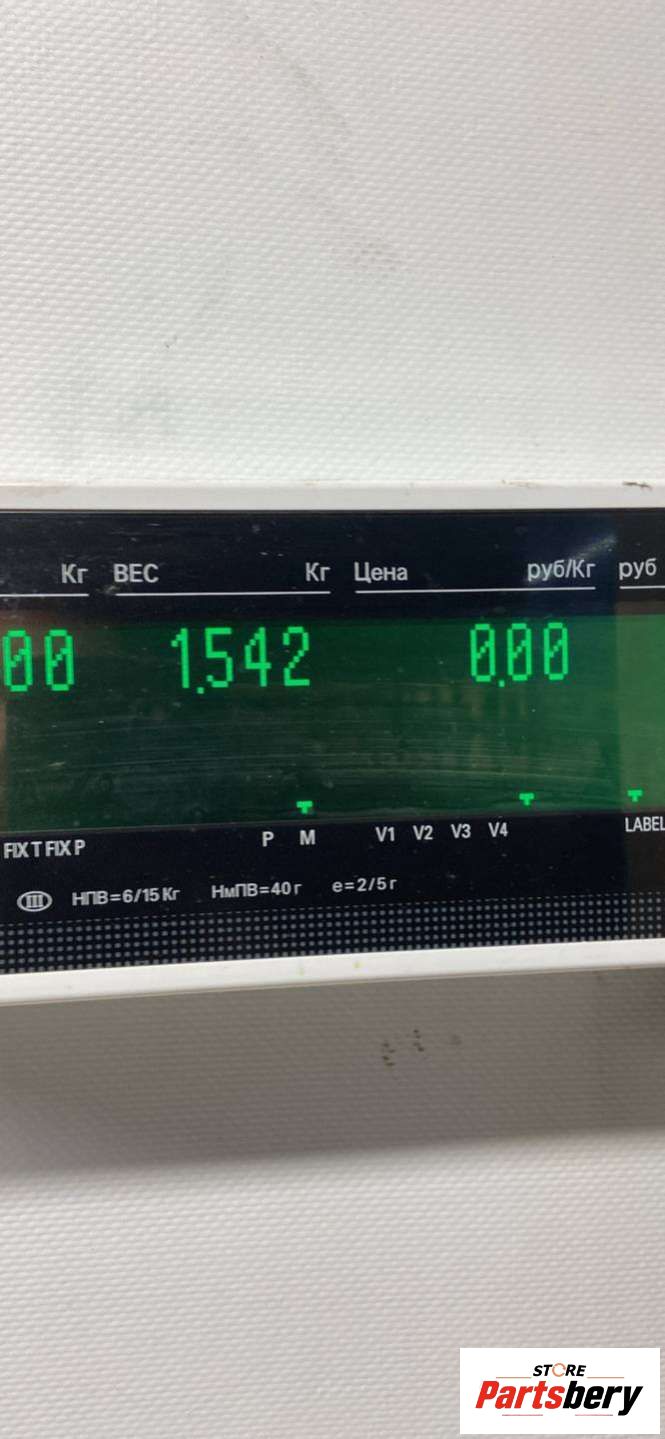 Кг ВЕС Кг Цена руб/Кг руб
00 1.542 0.00
FIX T FIX P P M V1 V2 V3 V4 LABEL
III НПВ=6/15 Кг НмПВ=40 г e=2/5 г
STORE
Partsbery